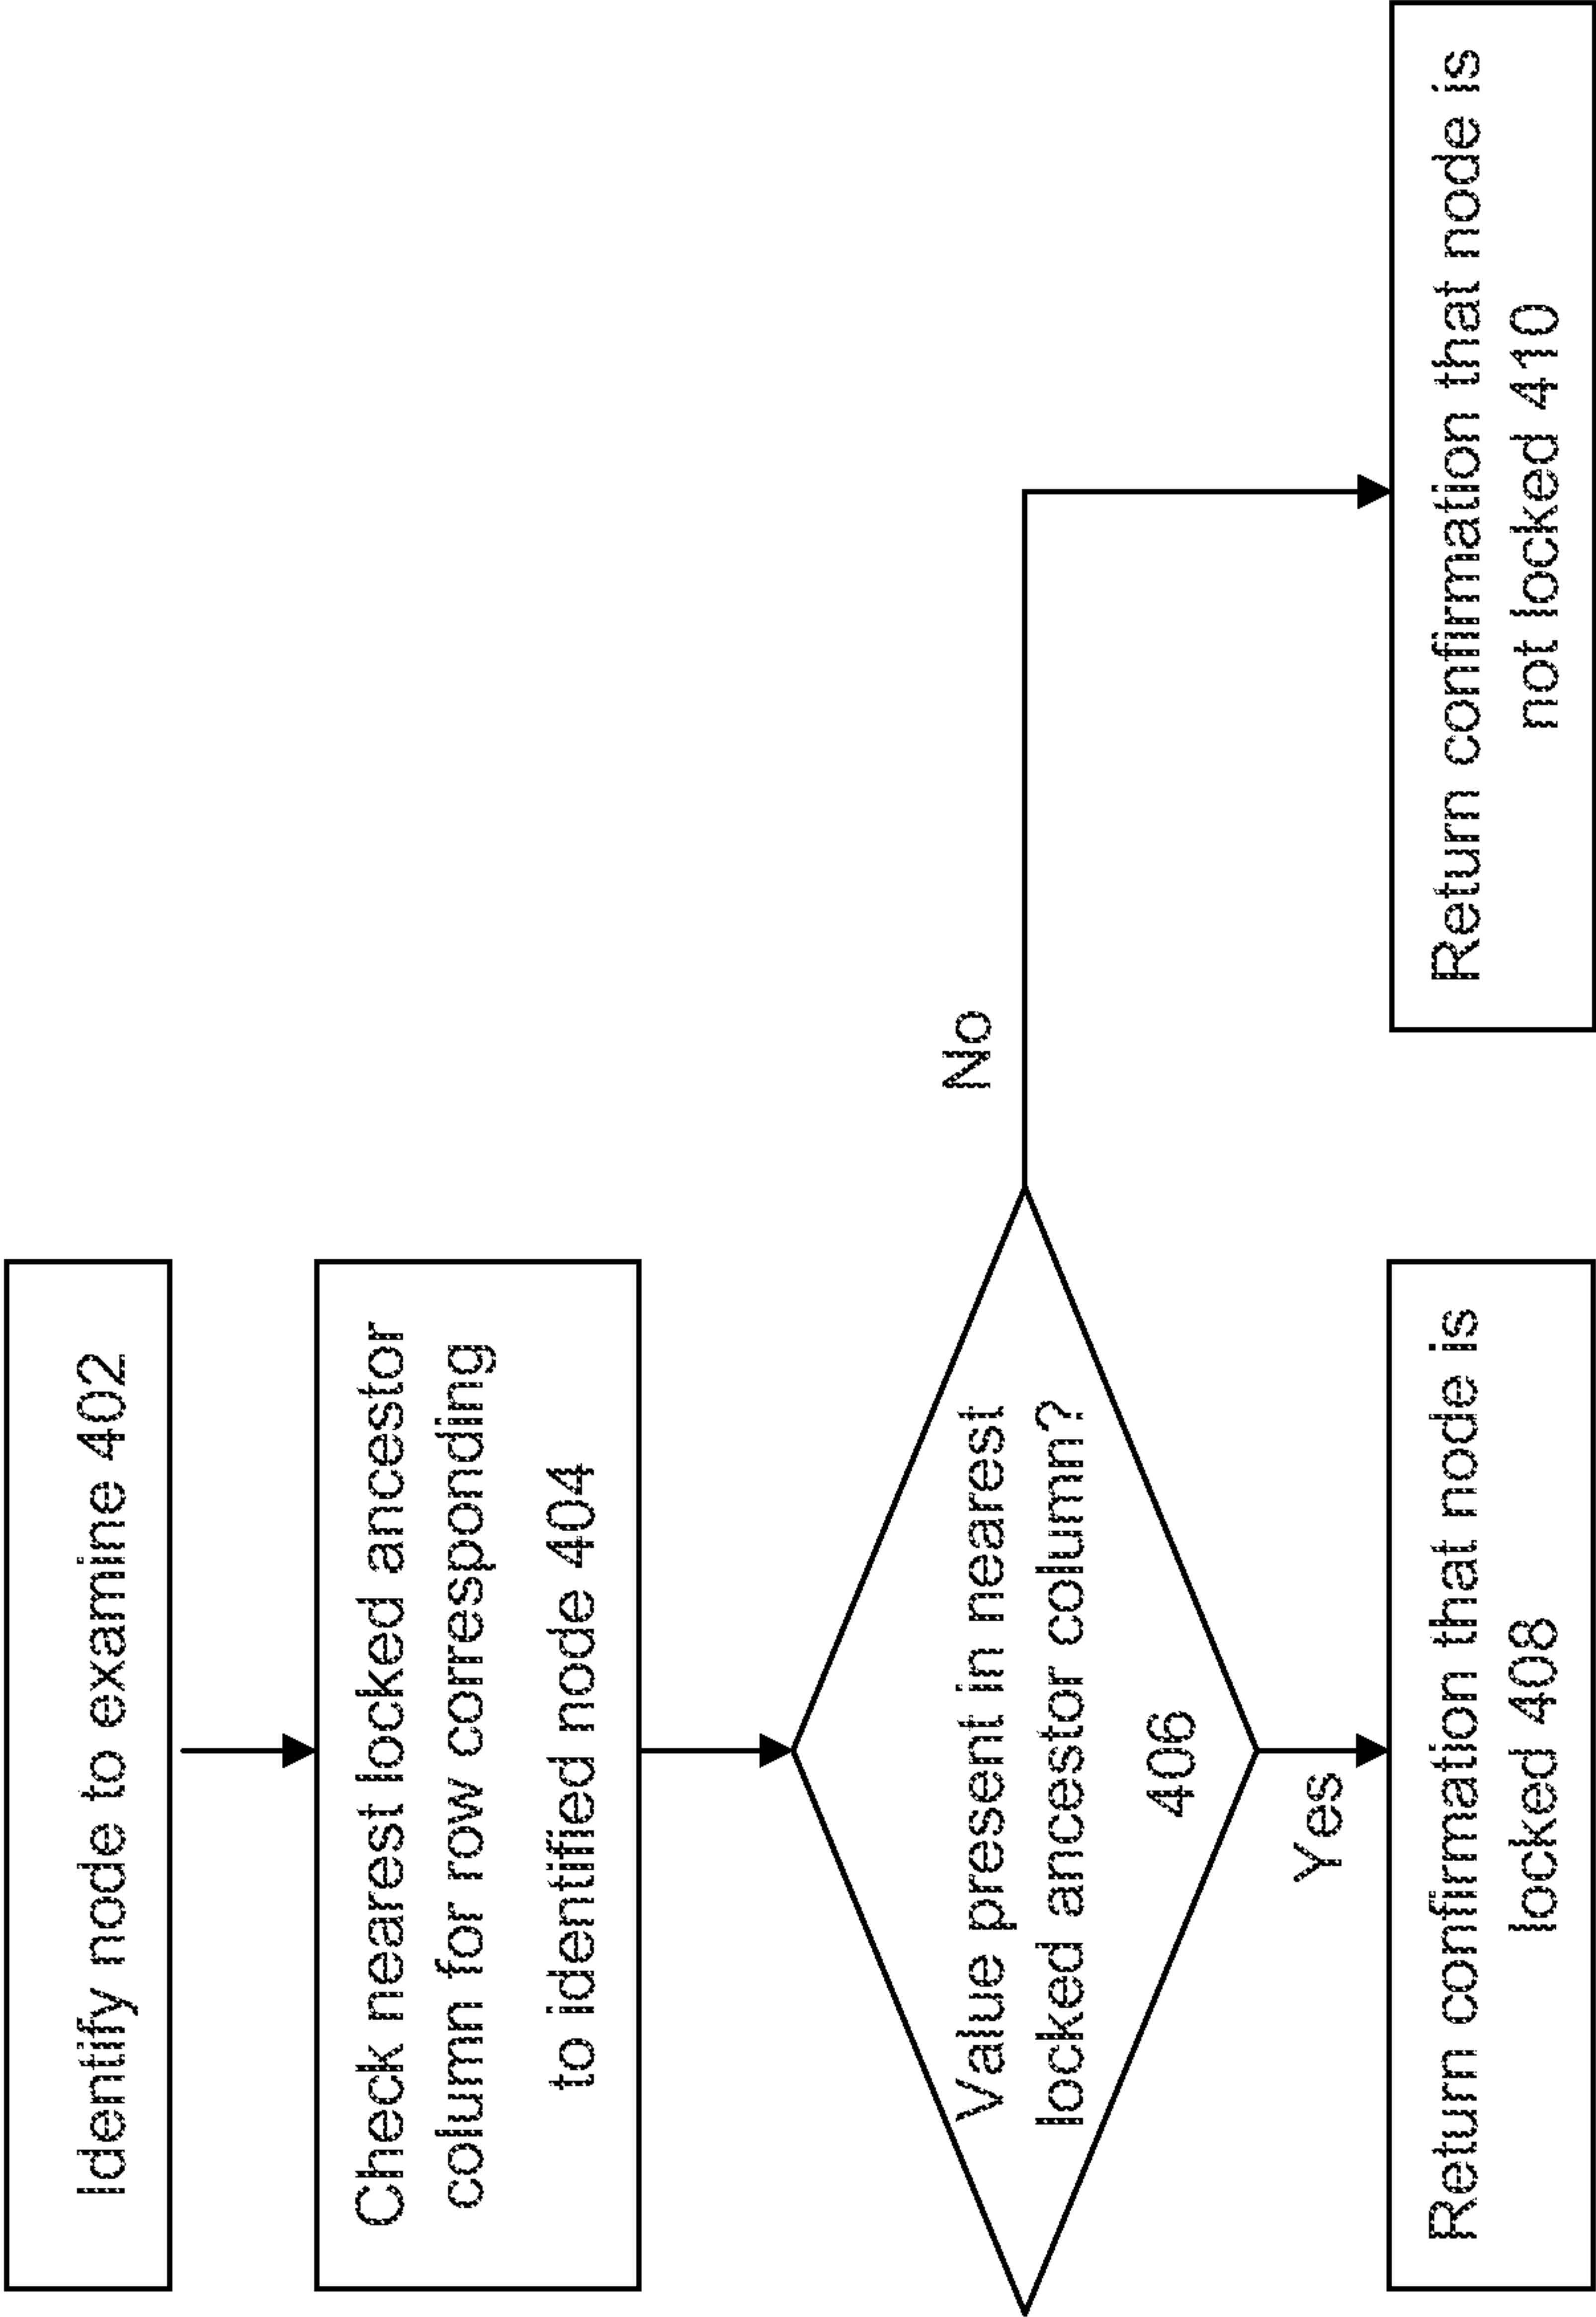 Identify node to examine 402
Check nearest locked ancestor
column for row corresponding
to identified node 404
Value present in nearest
locked ancestor column?
406
No
Yes
Return confirmation that node is
locked 408
Return confirmation that node is
not locked 410